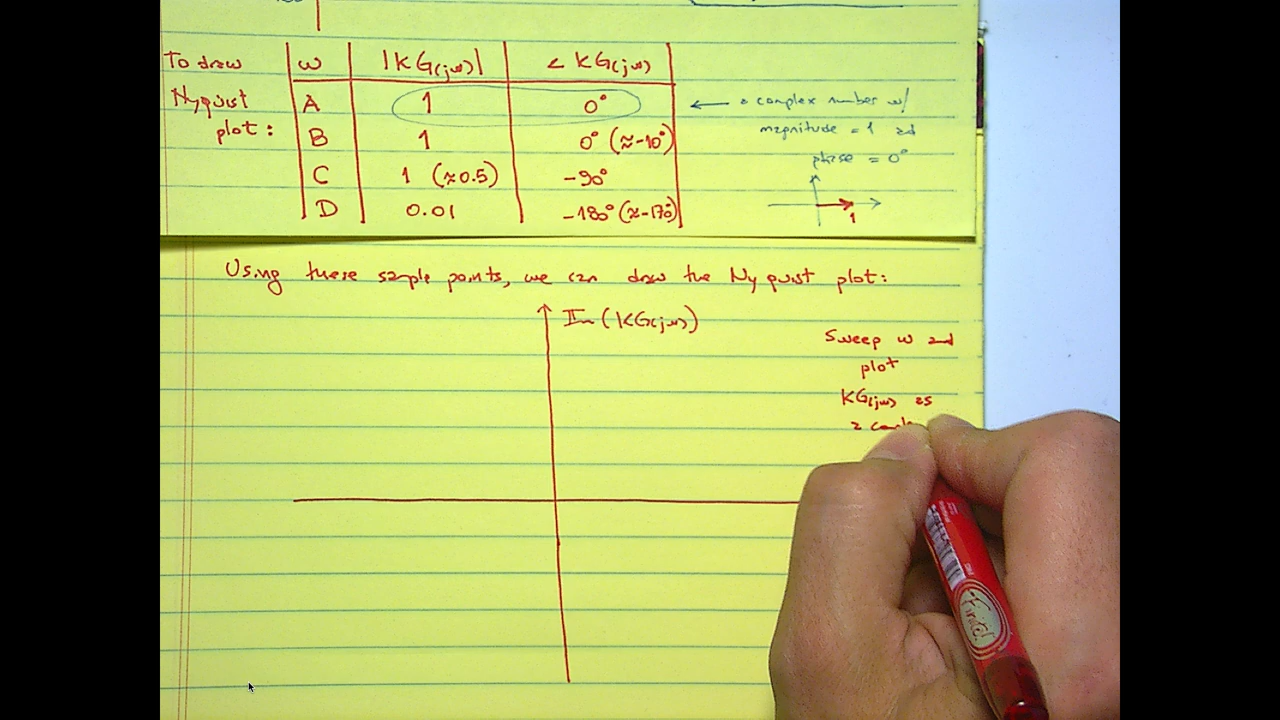 To draw
Nyquist
plot:
ω |KG(jω)| ∠KG(jω)
A 1 0°
B 1 0° (≈-10°)
C 1 (≈0.5) -90°
D 0.01 -180° (≈-170°)
← a complex number w/
magnitude = 1 ad
phase = 0°
1
Using these sample points, we can draw the Nyquist plot:
Im(KG(jω))
Sweep ω and
plot
KG(jω) as
a